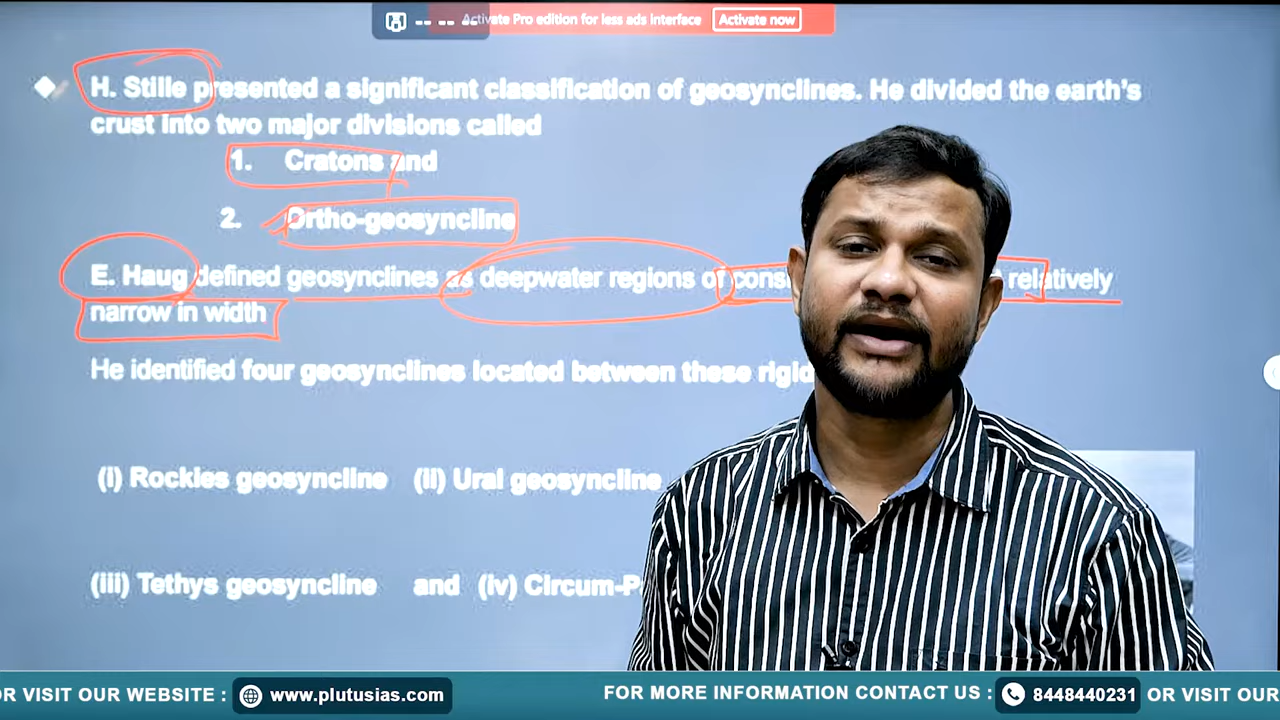 Activate Pro edition for less ads interface Activate now
H. Stille presented a significant classification of geosynclines. He divided the earth's
crust into two major divisions called
1. Cratons and
2. Ortho-geosyncline
E. Haug defined geosynclines as deepwater regions of relatively
narrow in width
He identified four geosynclines located between these rigid
(i) Rockies geosyncline (ii) Ural geosyncline
(iii) Tethys geosyncline and (iv) Circum-P
OR VISIT OUR WEBSITE : www.plutusias.com FOR MORE INFORMATION CONTACT US : 8448440231 OR VISIT OUR